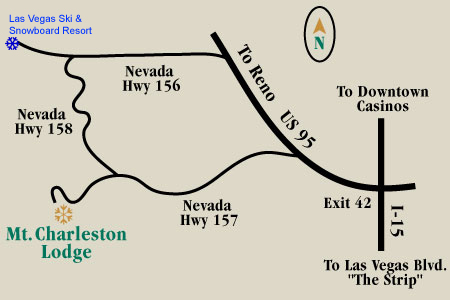 Las Vegas Ski &
Snowboard Resort
N
To Reno
Nevada
Hwy 156
To Downtown
Casinos
Nevada
Hwy 158
US 95
Nevada
Hwy 157
Exit 42
I-15
Mt. Charleston
Lodge
To Las Vegas Blvd.
"The Strip"